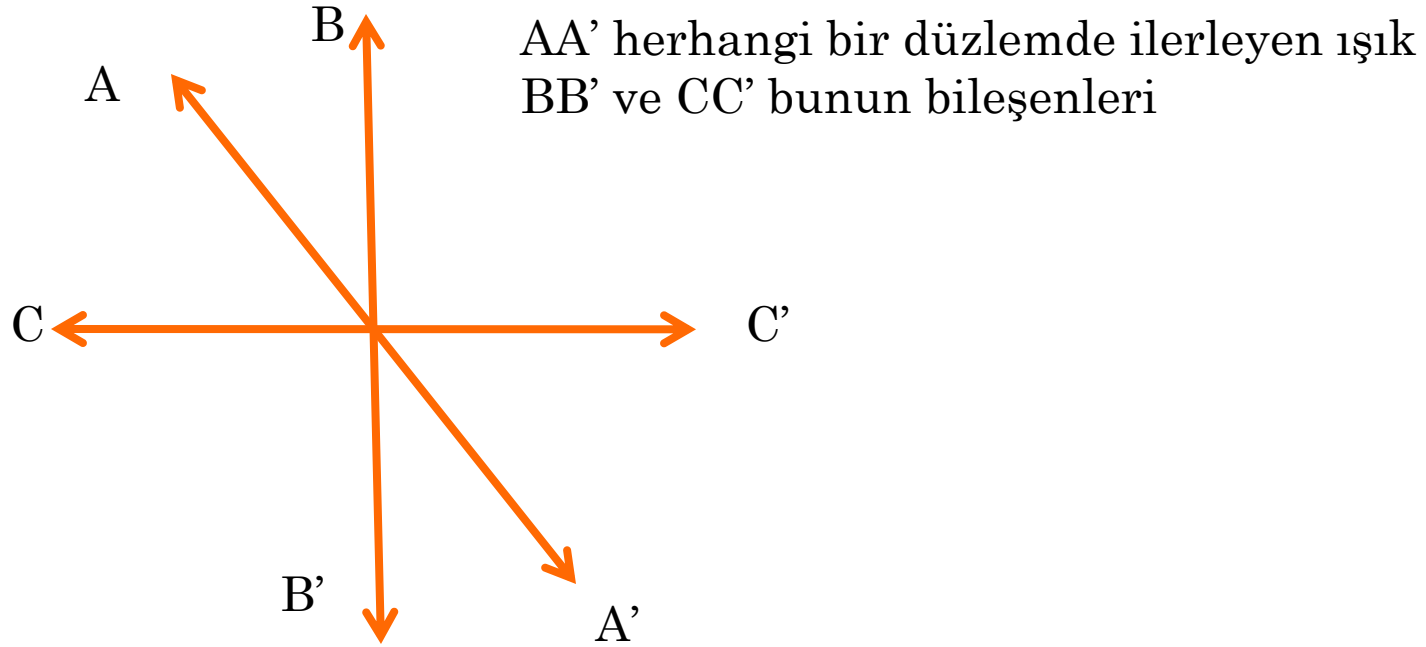 B
AA’ herhangi bir düzlemde ilerleyen ışık
A
BB’ ve CC’ bunun bileşenleri
C
C’
B’
A’